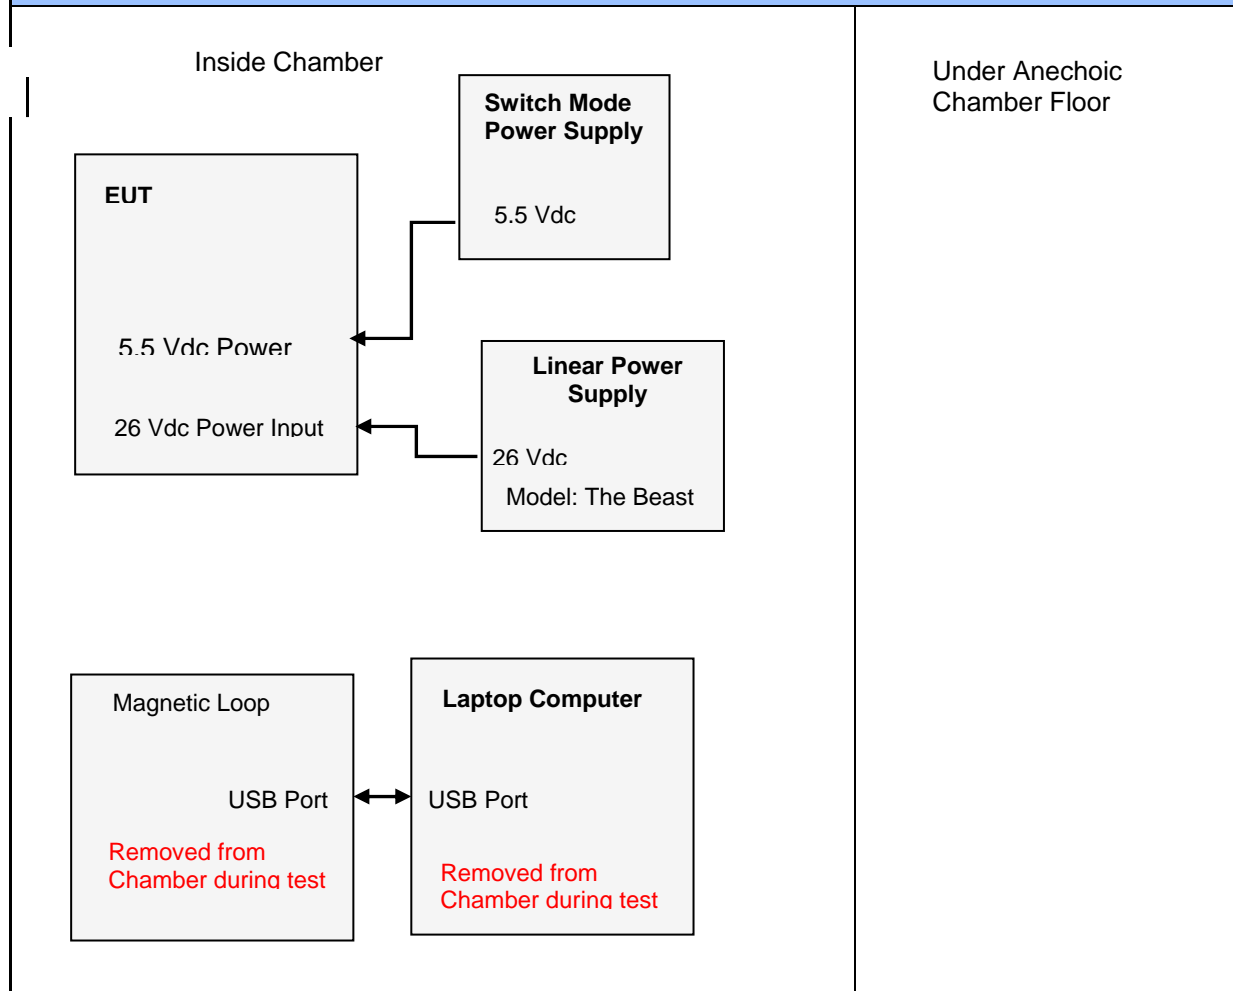 Inside Chamber
Under Anechoic
Chamber Floor
Switch Mode
Power Supply
5.5 Vdc
EUT
5.5 Vdc Power
26 Vdc Power Input
Linear Power
Supply
26 Vdc
Model: The Beast
Magnetic Loop
USB Port
Removed from
Chamber during test
Laptop Computer
USB Port
Removed from
Chamber during test